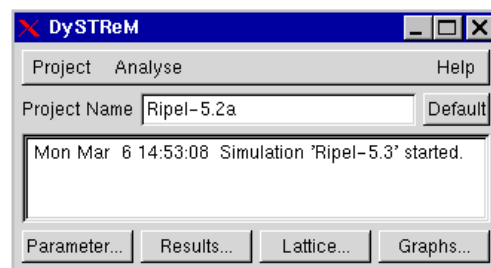 DySTReM
Project Analyse Help
Project Name Ripel-5.2a Default
Mon Mar 6 14:53:08 Simulation 'Ripel-5.3' started.
Parameter... Results... Lattice... Graphs...